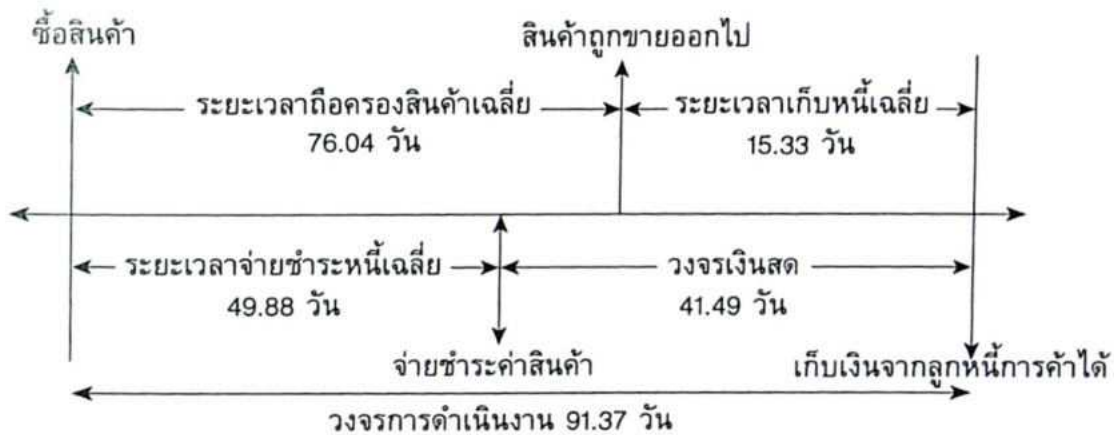 ซื้อสินค้า
สินค้าถูกขายออกไป
ระยะเวลาถือครองสินค้าเฉลี่ย
76.04 วัน
ระยะเวลาเก็บหนี้เฉลี่ย
15.33 วัน
ระยะเวลาจ่ายชำระหนี้เฉลี่ย
49.88 วัน
วงจรเงินสด
41.49 วัน
จ่ายชำระค่าสินค้า
เก็บเงินจากลูกหนี้การค้าได้
วงจรการดำเนินงาน 91.37 วัน